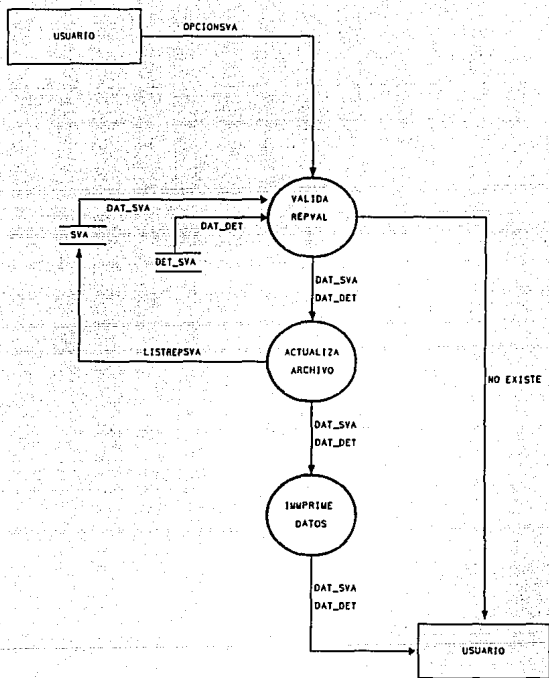 USUARIO
OPCIONSVA
VALIDA
REPVAL
DAT_SVA
DAT_DET
SVA
DET_SVA
DAT_SVA
DAT_DET
ACTUALIZA
ARCHIVO
LISTREPSVA
NO EXISTE
DAT_SVA
DAT_DET
IMMPRIME
DATOS
DAT_SVA
DAT_DET
USUARIO